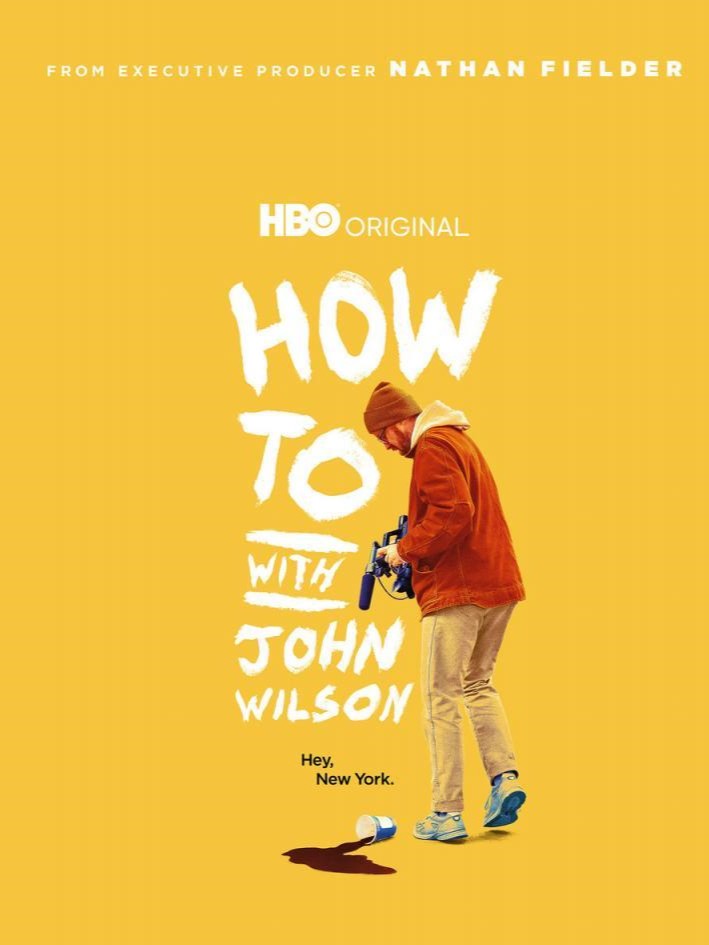 FROM EXECUTIVE PRODUCER NATHAN FIELDER
HBO ORIGINAL
HOW
TO
WITH
JOHN
WILSON
Hey,
New York.